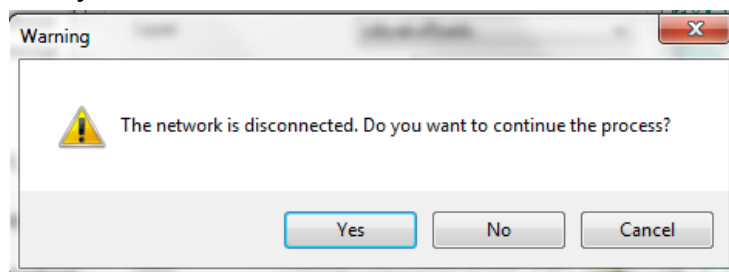 Warning
The network is disconnected. Do you want to continue the process?
Yes
No
Cancel